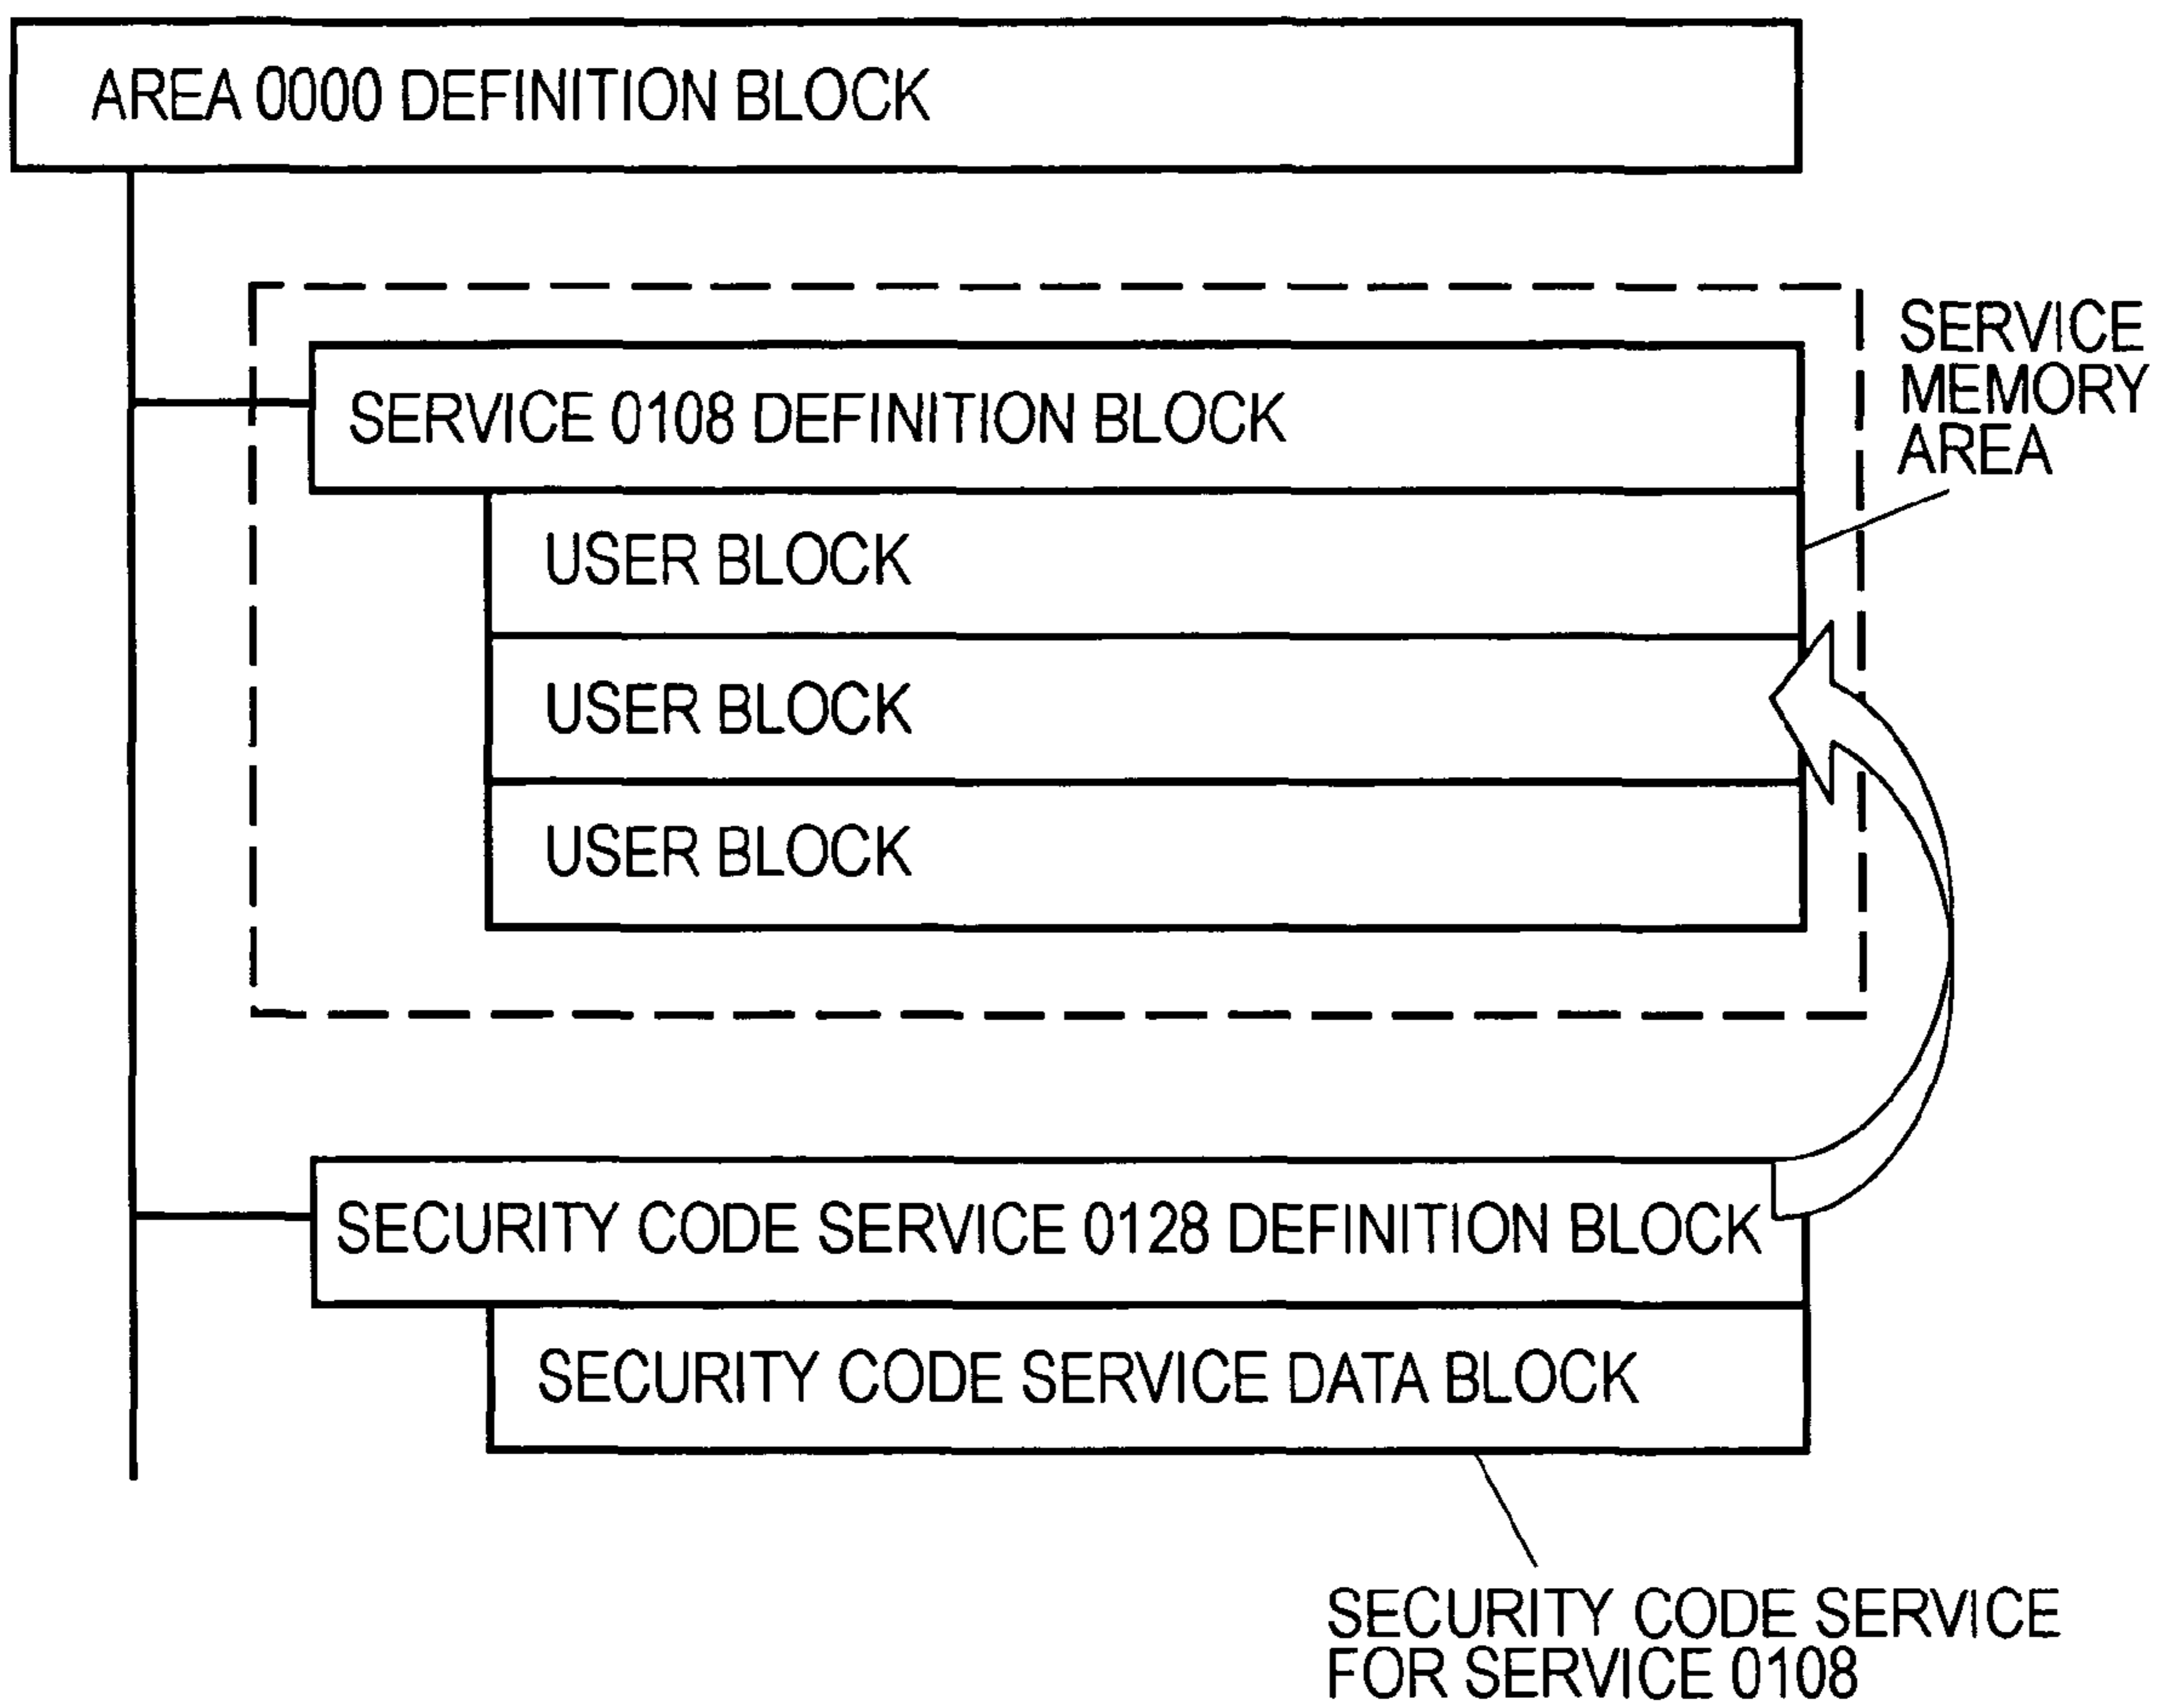 AREA 0000 DEFINITION BLOCK
SERVICE
MEMORY
AREA
SERVICE 0108 DEFINITION BLOCK
USER BLOCK
USER BLOCK
USER BLOCK
SECURITY CODE SERVICE 0128 DEFINITION BLOCK
SECURITY CODE SERVICE DATA BLOCK
SECURITY CODE SERVICE
FOR SERVICE 0108